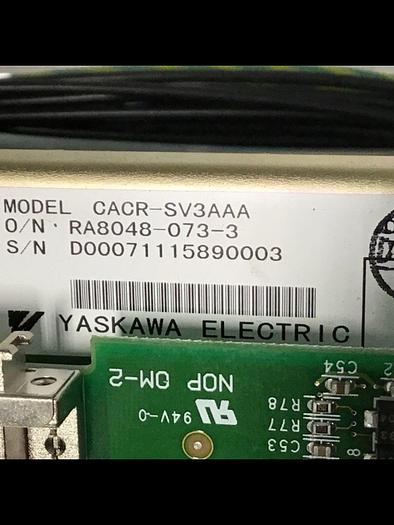 MODEL CACR-SV3AAA
O/N RA8048-073-3
S/N D00071115890003
YASKAWA ELECTRIC
NOP OM-2
94V-0
C54
R78
R77
C53